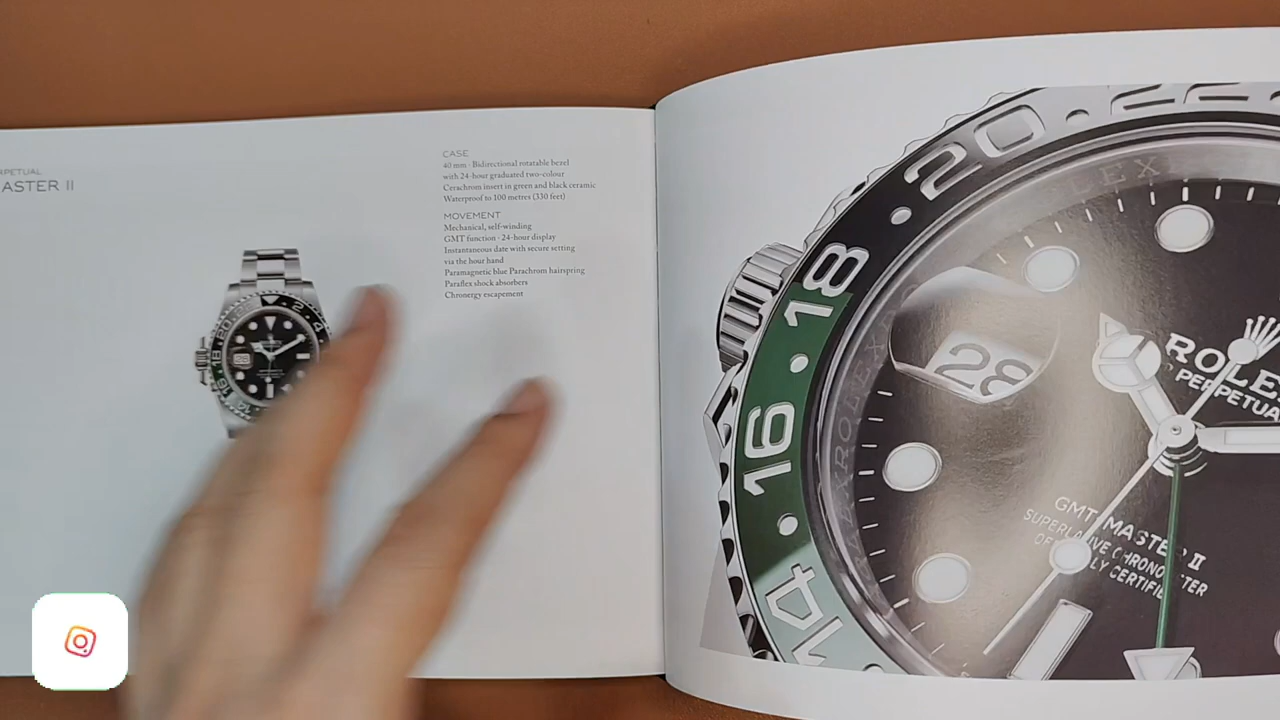 RPETUAL
ASTER II
CASE
40 mm · Bidirectional rotatable bezel
with 24-hour graduated two-colour
Cerachrom insert in green and black ceramic
Waterproof to 100 metres (330 feet)
MOVEMENT
Mechanical, self-winding
GMT function · 24-hour display
Instantaneous date with secure setting
via the hour hand
Paramagnetic blue Parachrom hairspring
Paraflex shock absorbers
Chronergy escapement
20
18
16
14
28
ROLE
PERPETUA
GMT-MASTER II